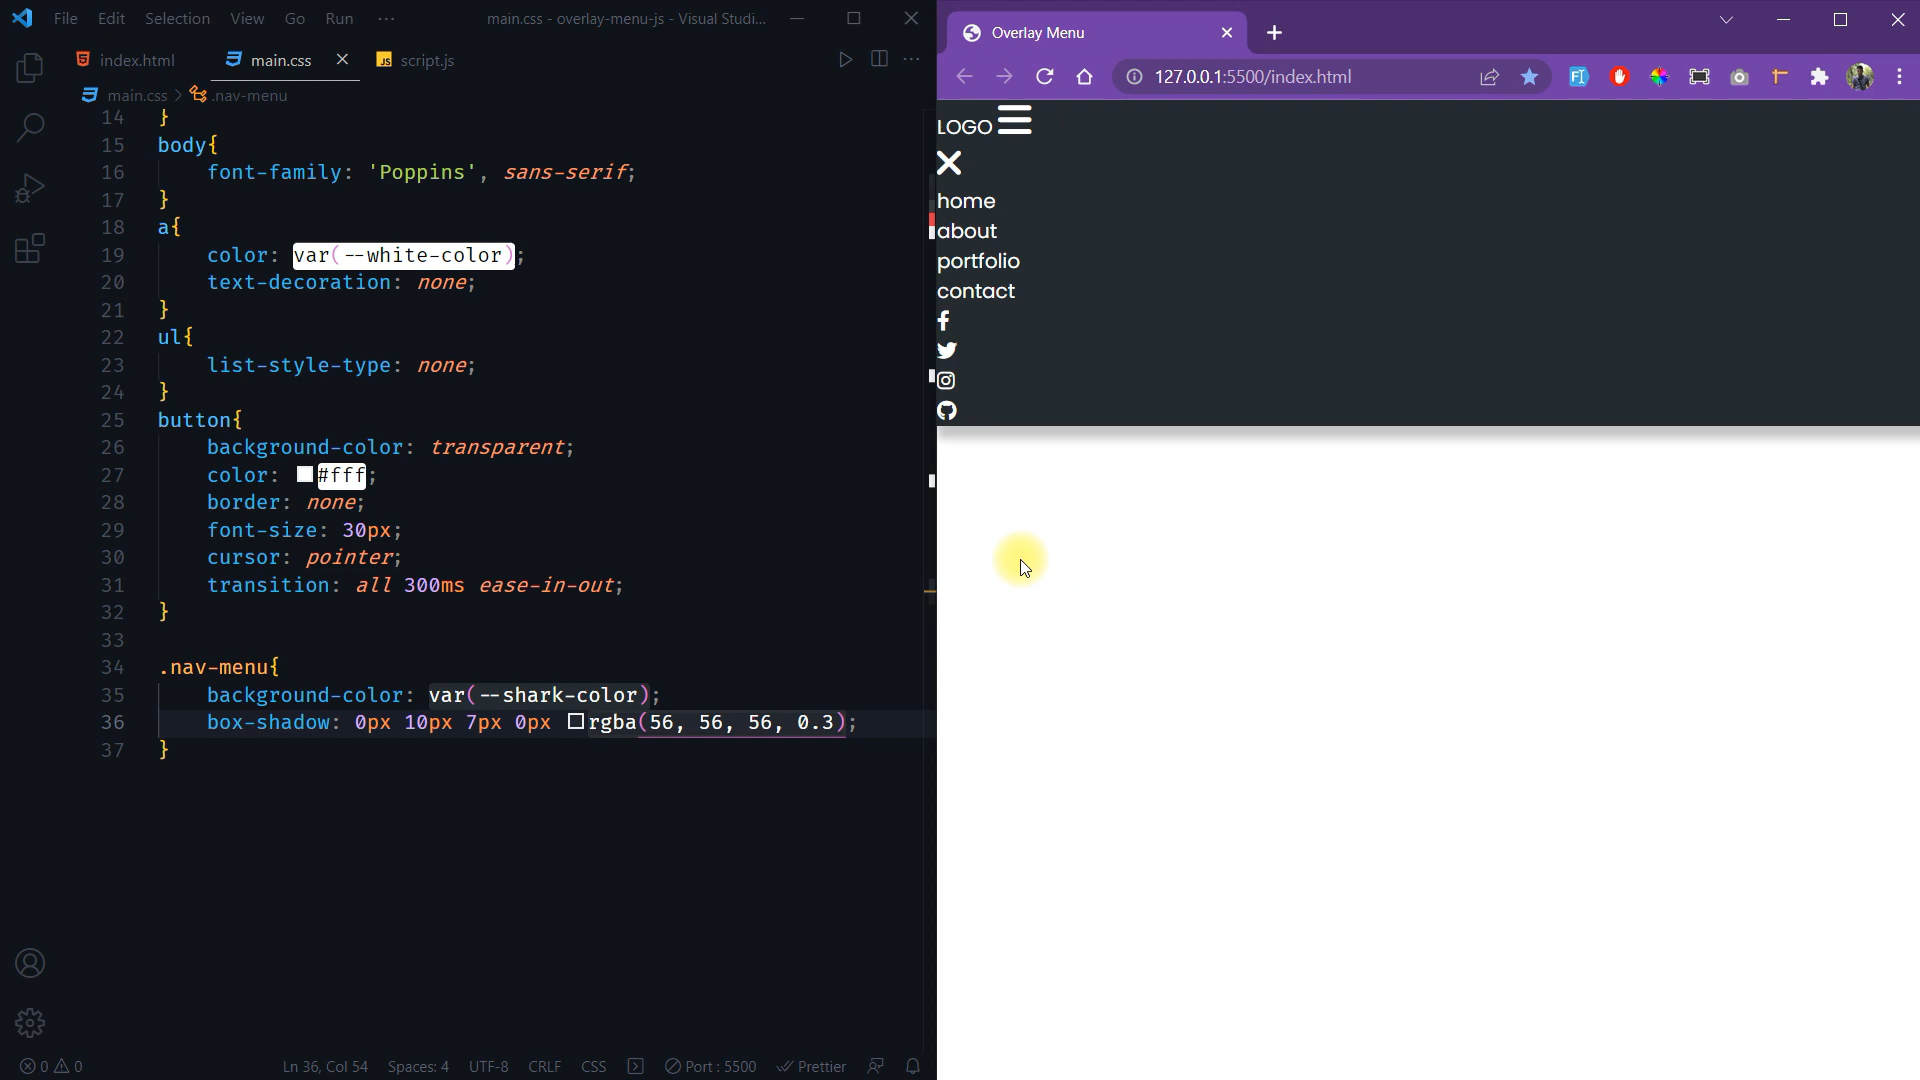 File Edit Selection View Go Run ··· main.css - overlay-menu-js - Visual Studi...
index.html main.css script.js
main.css > .nav-menu
14 }
15 body{
16 font-family: 'Poppins', sans-serif;
17 }
18 a{
19 color: var(--white-color);
20 text-decoration: none;
21 }
22 ul{
23 list-style-type: none;
24 }
25 button{
26 background-color: transparent;
27 color: #fff;
28 border: none;
29 font-size: 30px;
30 cursor: pointer;
31 transition: all 300ms ease-in-out;
32 }
33
34 .nav-menu{
35 background-color: var(--shark-color);
36 box-shadow: 0px 10px 7px 0px rgba(56, 56, 56, 0.3);
37 }
0 0 Ln 36, Col 54 Spaces: 4 UTF-8 CRLF CSS Port : 5500 Prettier
Overlay Menu
127.0.0.1:5500/index.html
LOGO
home
about
portfolio
contact